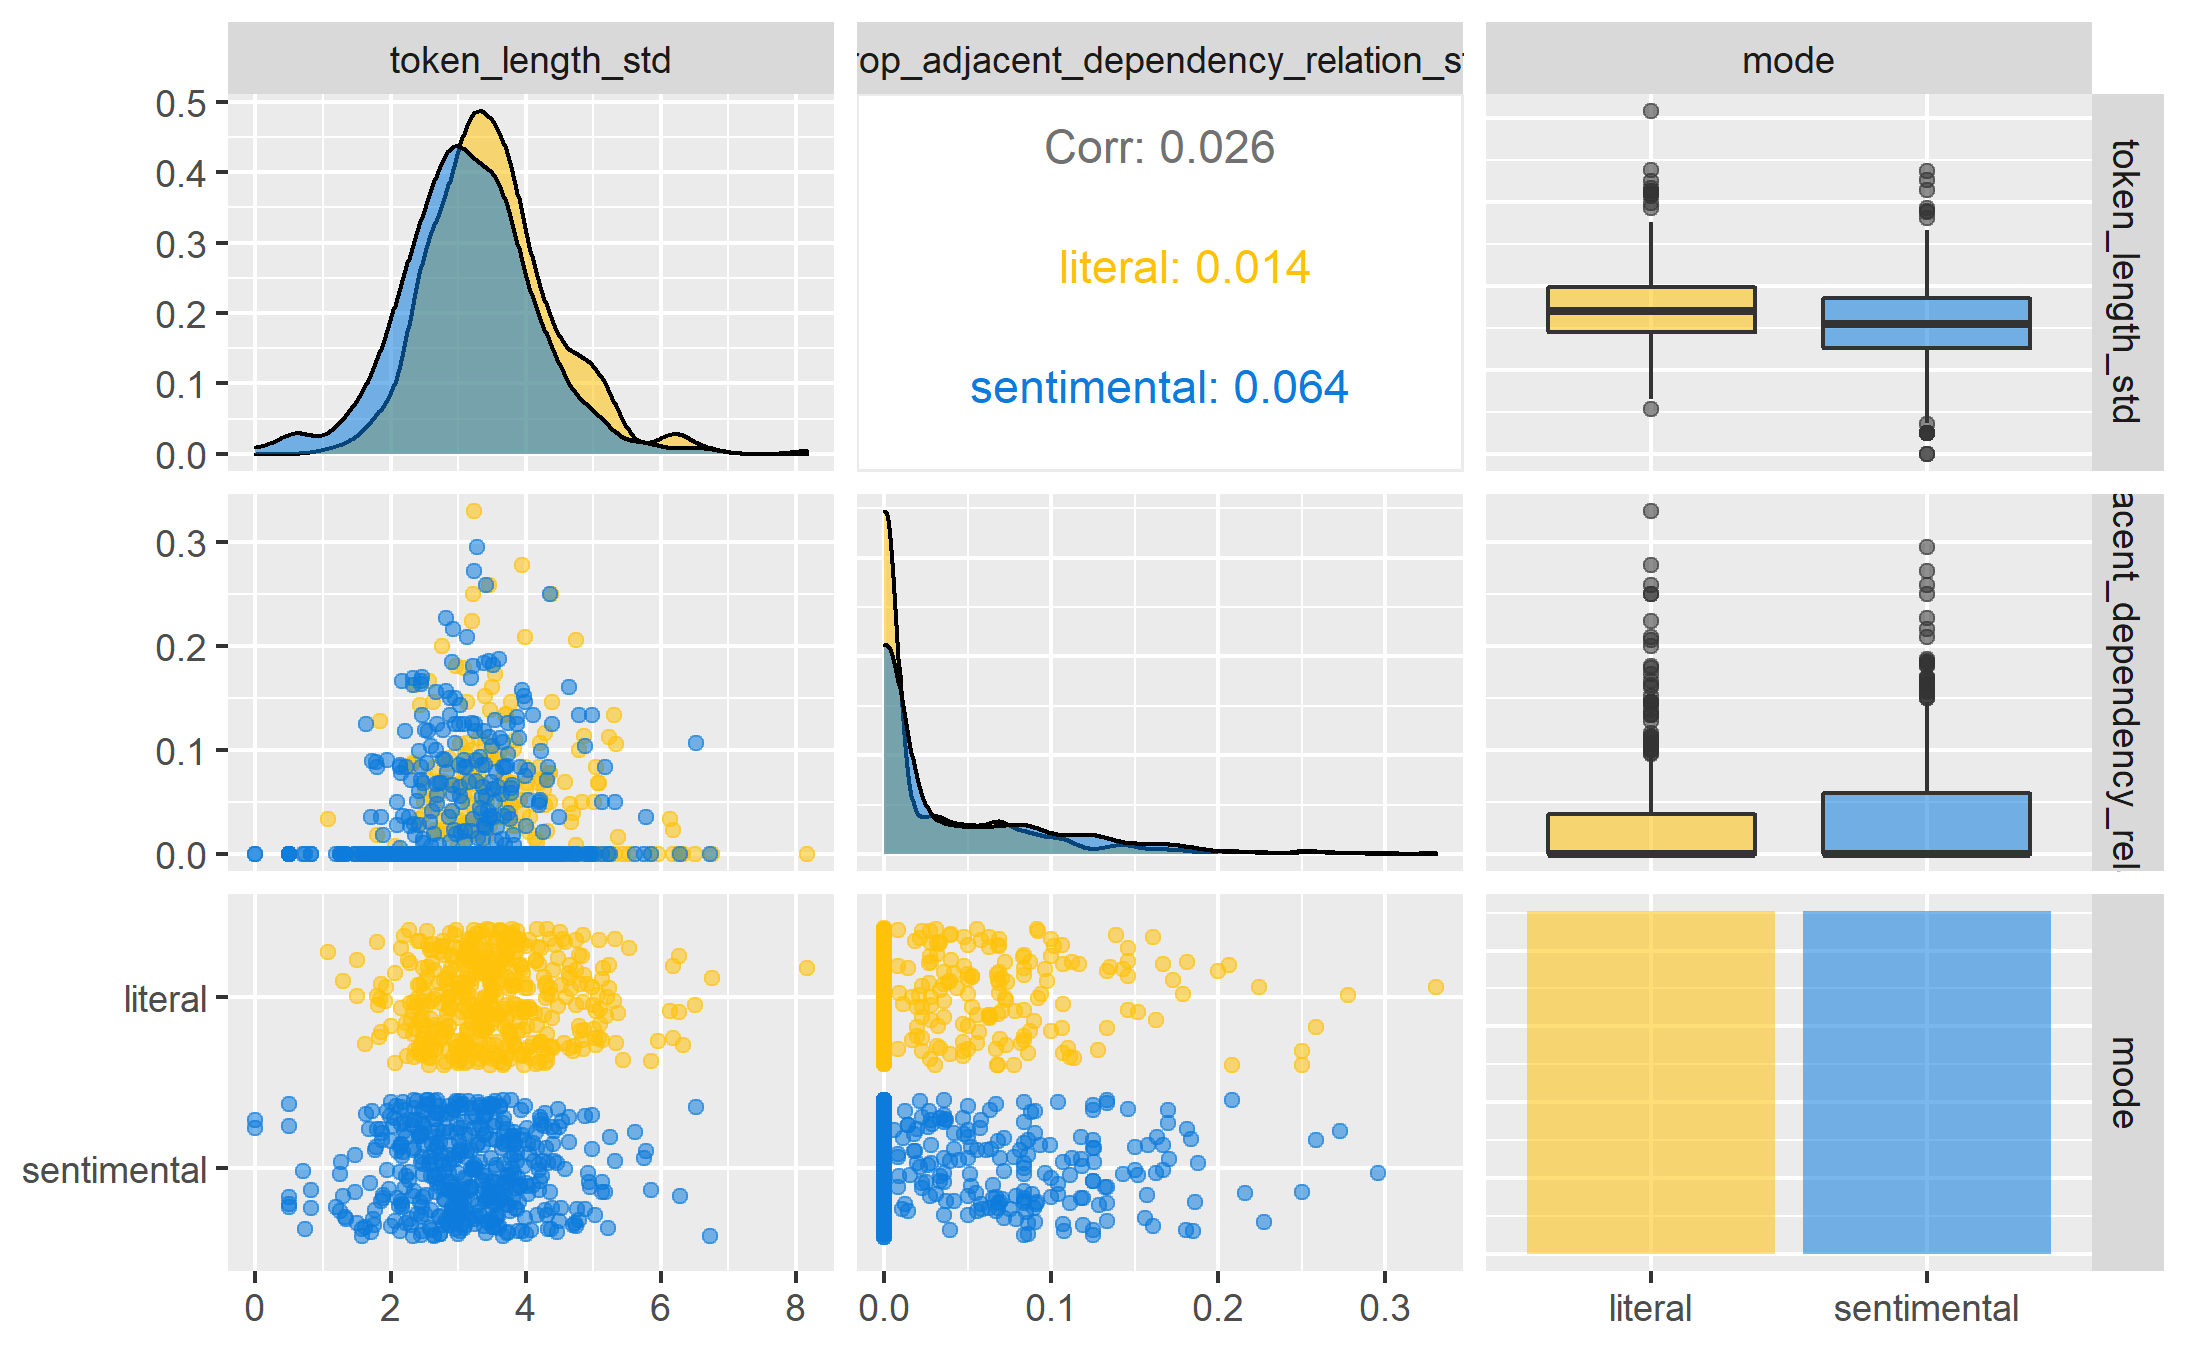 token_length_std
rop_adjacent_dependency_relation_s
mode
0.5
0.4
0.3
0.2
0.1
0.0
Corr: 0.026
literal: 0.014
sentimental: 0.064
token_length_std
0.3
0.2
0.1
0.0
acent_dependency_rel
literal
sentimental
mode
0 2 4 6 8
0.0 0.1 0.2 0.3
literal sentimental